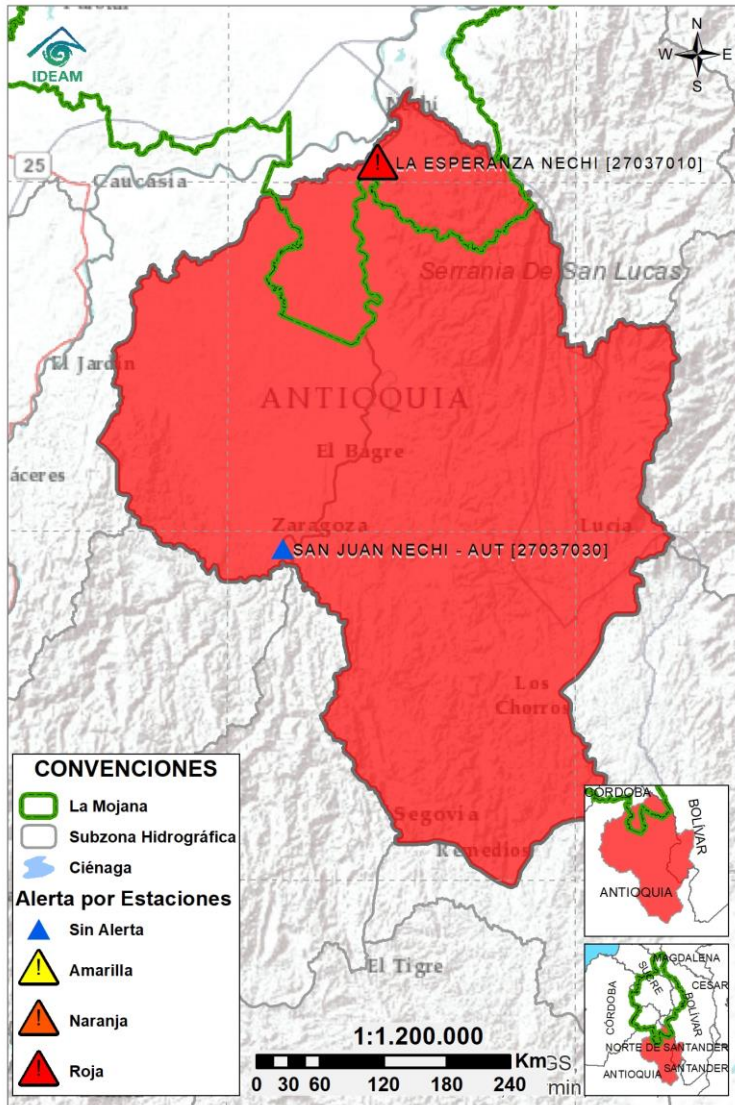 IDEAM
N
W E
S
Nechí
25
LA ESPERANZA NECHI [27037010]
Caucasia
Serrania De San Lucas
El Jardin
ANTIOQUIA
El Bagre
áceres
Zaragoza
Lucia
SAN JUAN NECHI - AUT [27037030]
Los
Chorros
Segovia
Remedios
El Tigre
CONVENCIONES
La Mojana
Subzona Hidrográfica
Ciénaga
Alerta por Estaciones
Sin Alerta
Amarilla
Naranja
Roja
1:1.200.000
Km
0 30 60 120 180 240
GS,
min
CÓRDOBA
BOLÍVAR
ANTIOQUIA
MAGDALENA
SUCRE
CESAR
CÓRDOBA
BOLÍVAR
NORTE DE SANTANDER
SANTANDER
ANTIOQUIA